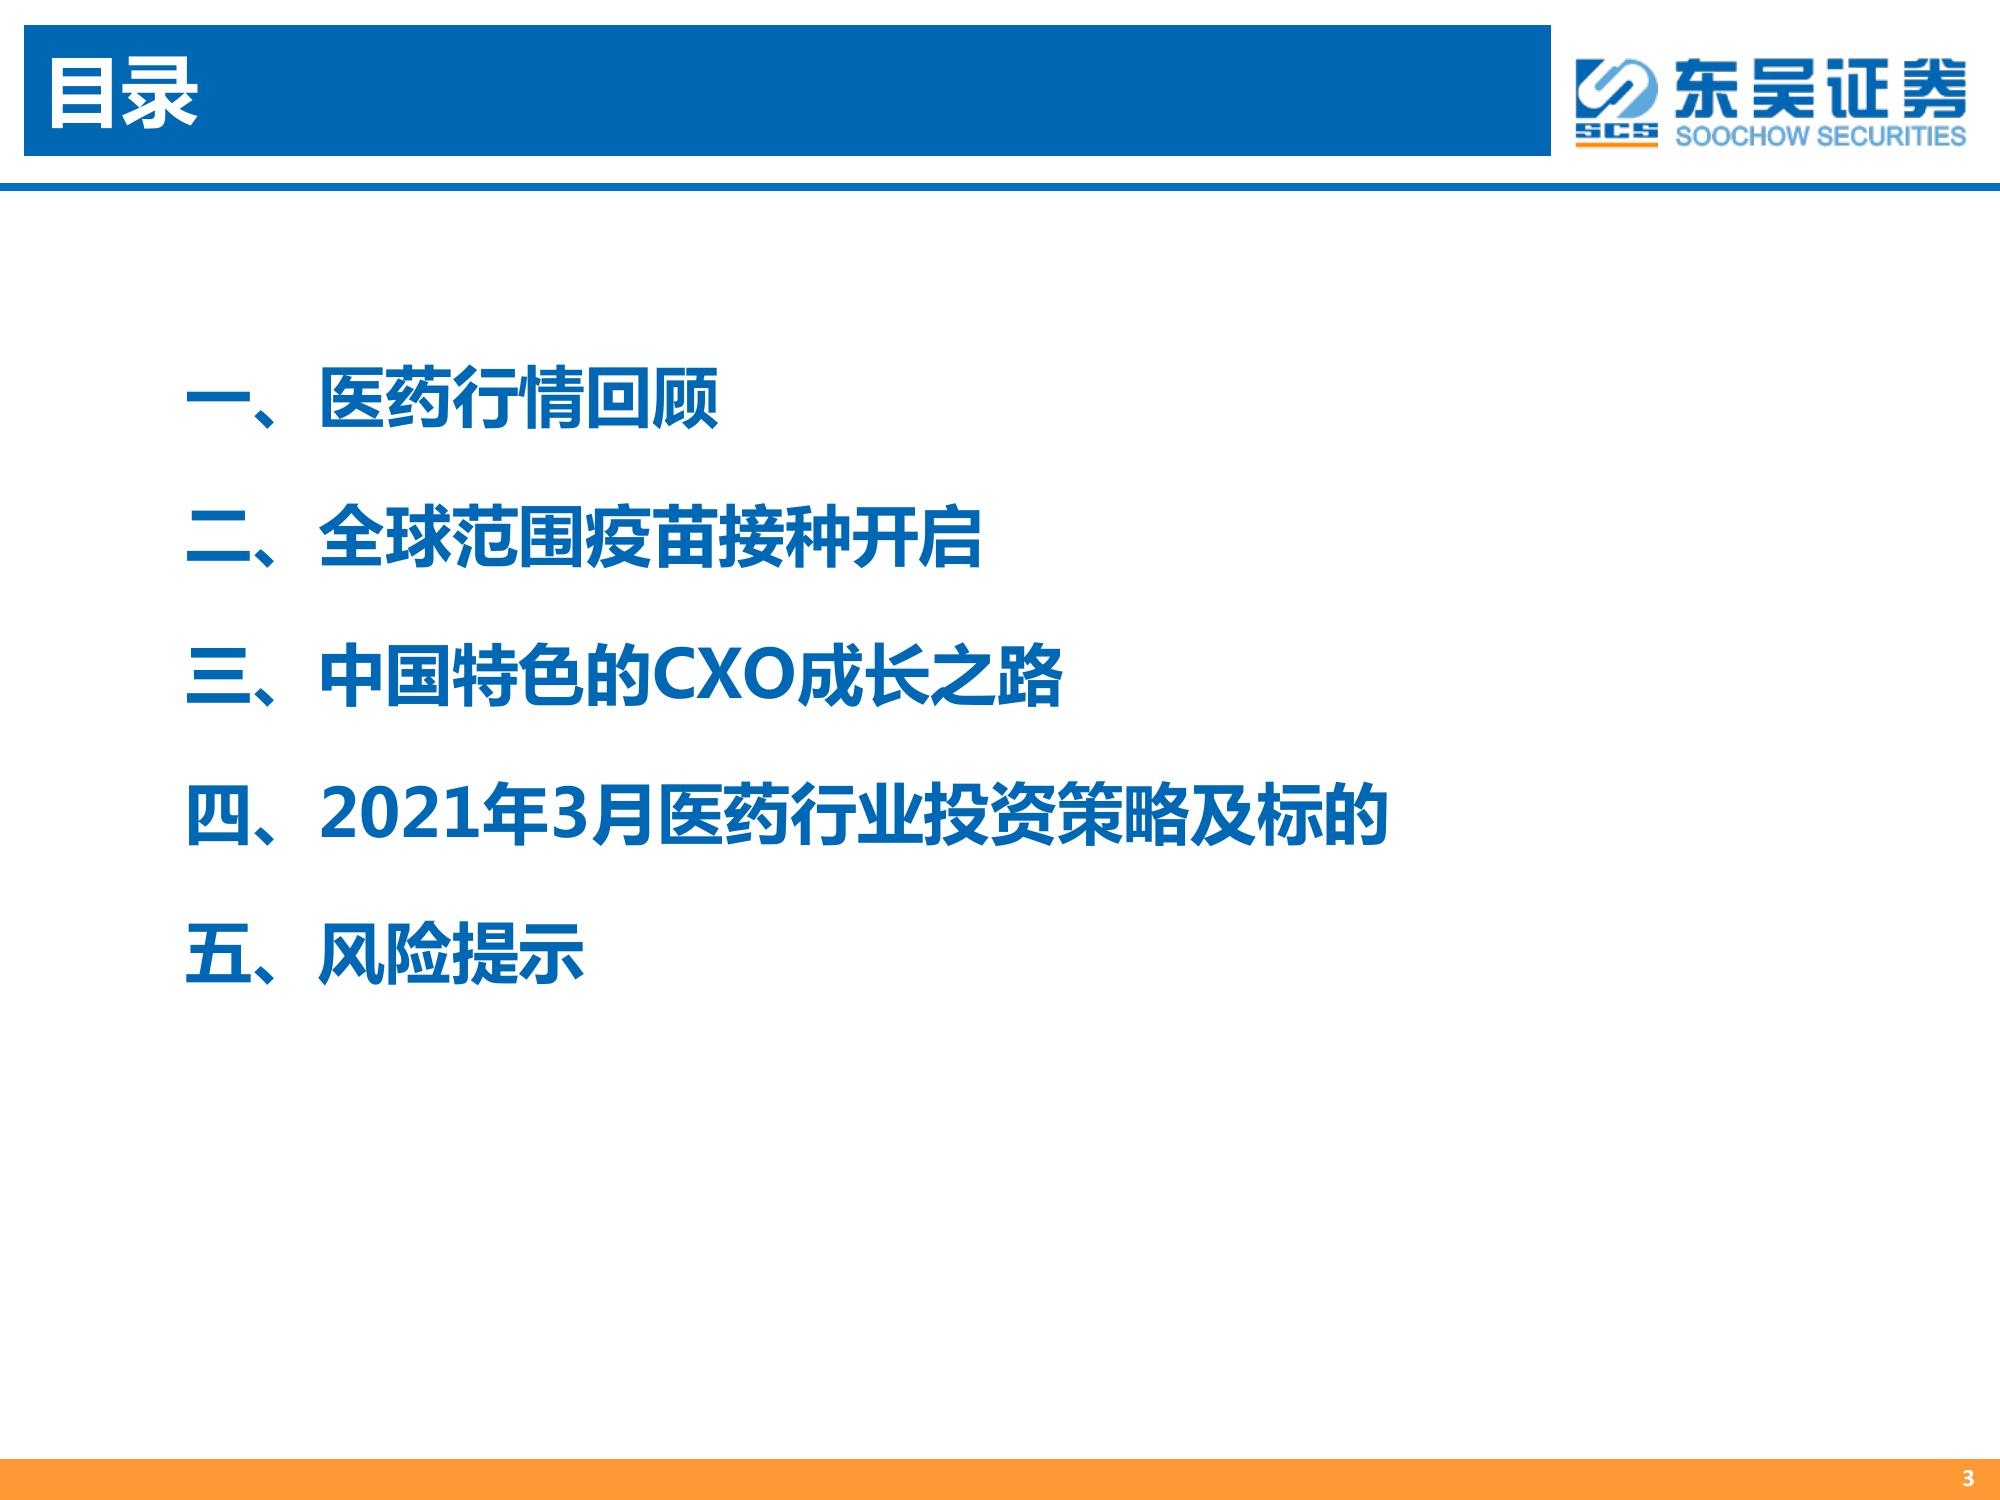 目录
东吴证券
SCS
SOOCHOW SECURITIES
一、医药行情回顾
二、全球范围疫苗接种开启
三、中国特色的CXO成长之路
四、2021年3月医药行业投资策略及标的
五、风险提示
3